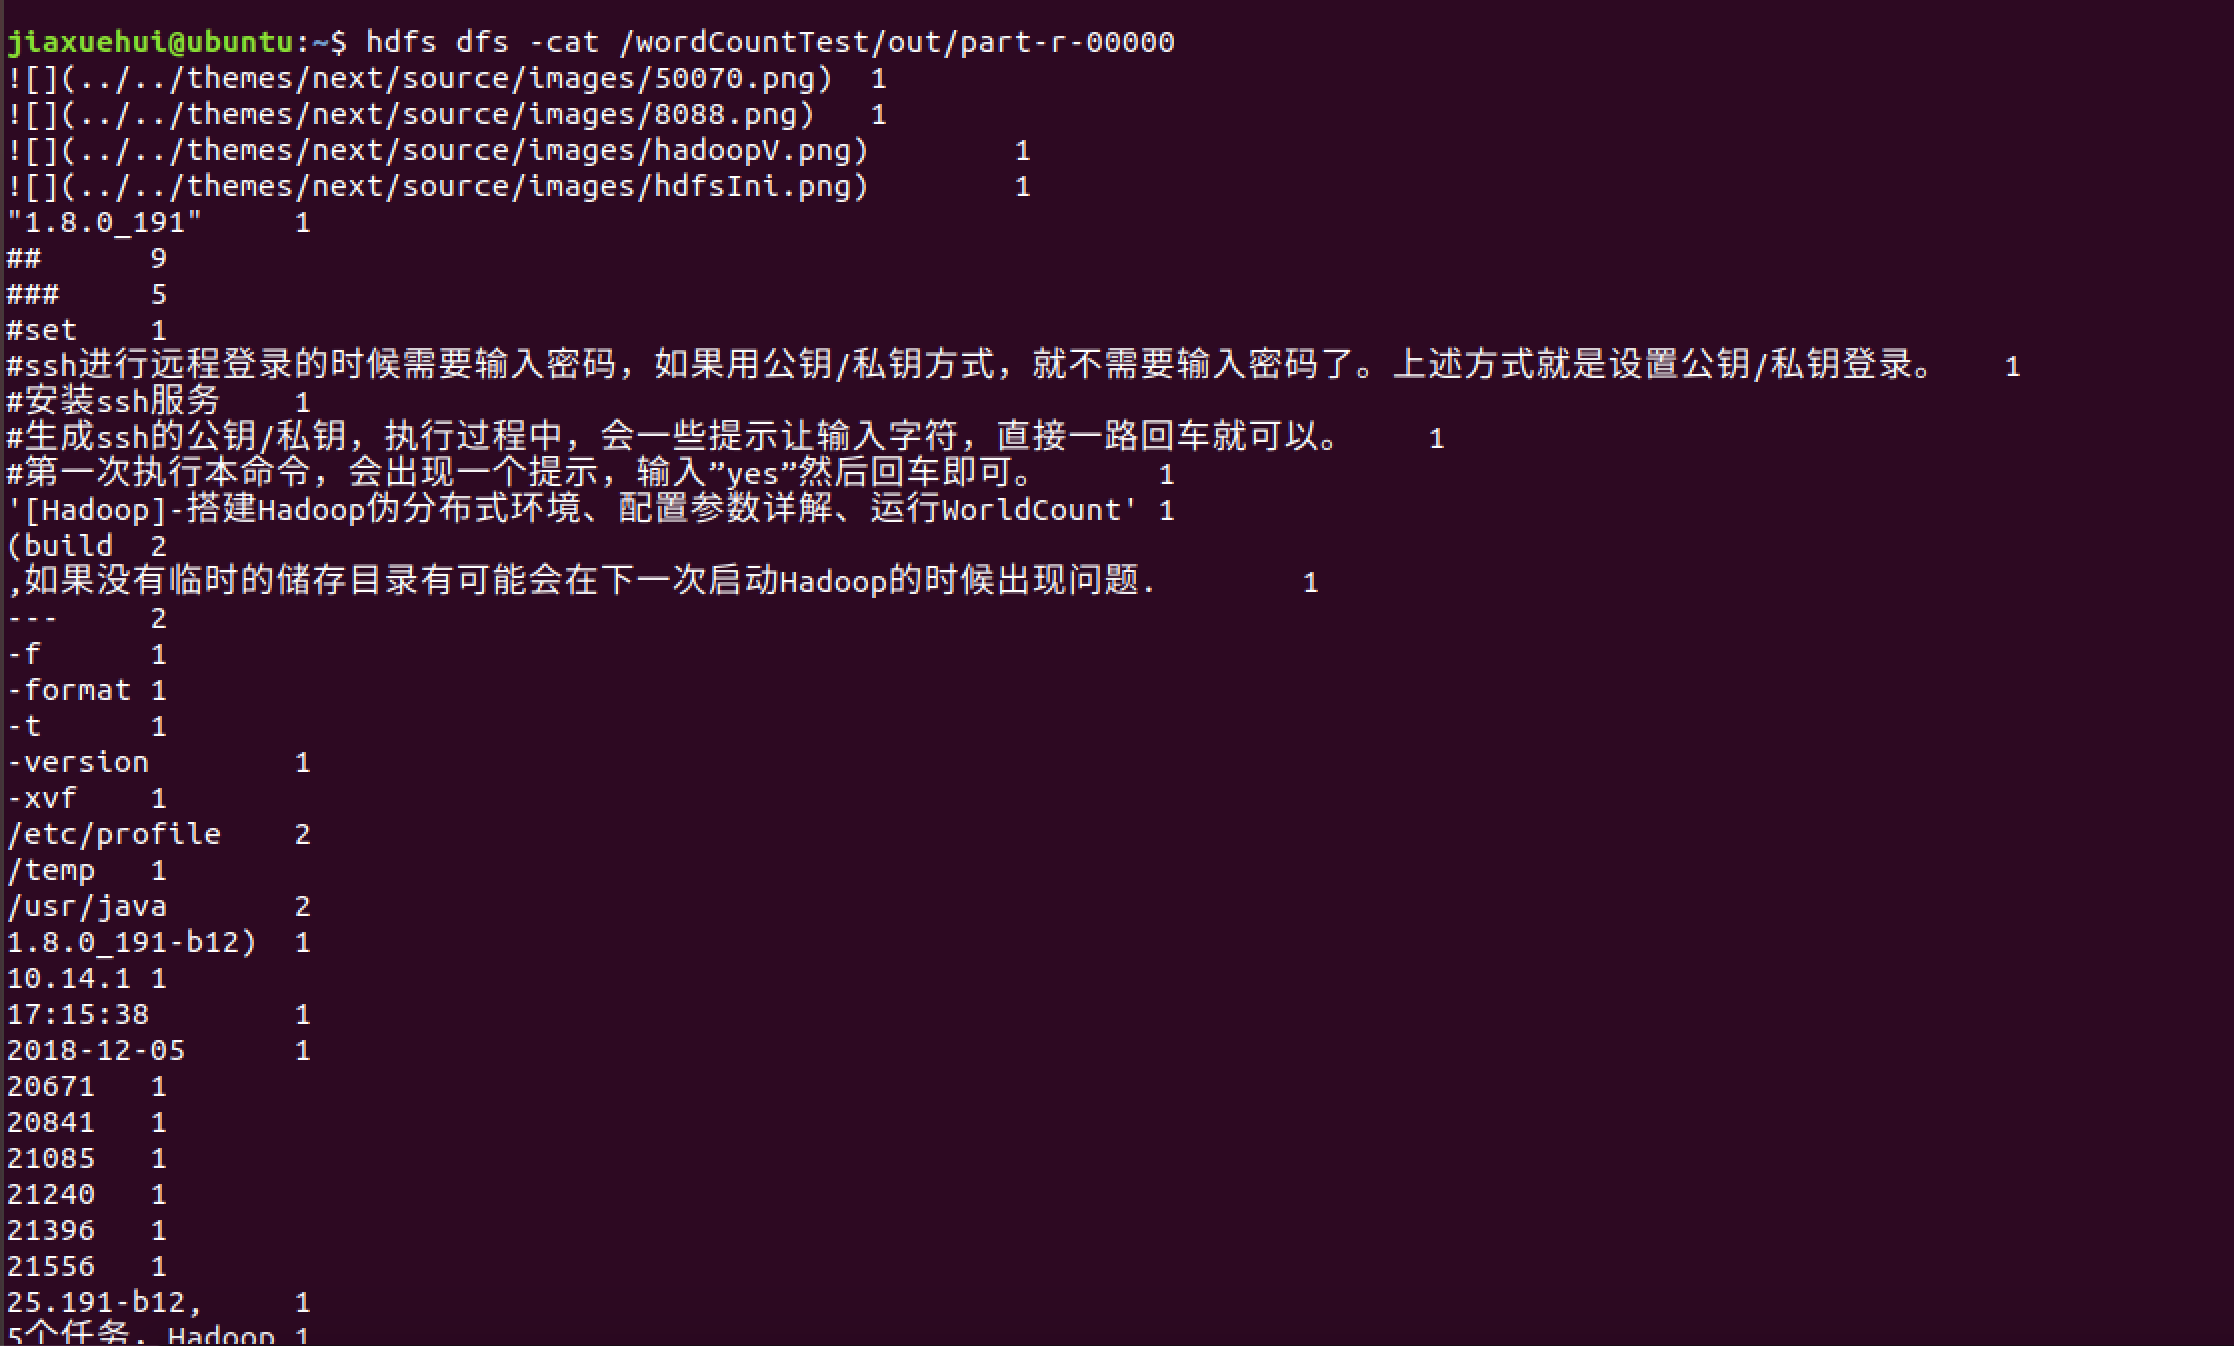 jiaxuehui@ubuntu:~$ hdfs dfs -cat /wordCountTest/out/part-r-00000
![](../../themes/next/source/images/50070.png)	1
![](../../themes/next/source/images/8088.png)	1
![](../../themes/next/source/images/hadoopV.png)	1
![](../../themes/next/source/images/hdfsIni.png)	1
"1.8.0_191"	1
##	9
###	5
#set	1
#ssh进行远程登录的时候需要输入密码，如果用公钥/私钥方式，就不需要输入密码了。上述方式就是设置公钥/私钥登录。	1
#安装ssh服务	1
#生成ssh的公钥/私钥，执行过程中，会一些提示让输入字符，直接一路回车就可以。	1
#第一次执行本命令，会出现一个提示，输入”yes”然后回车即可。	1
'[Hadoop]-搭建Hadoop伪分布式环境、配置参数详解、运行WorldCount'	1
(build	2
,如果没有临时的储存目录有可能会在下一次启动Hadoop的时候出现问题.	1
---	2
-f	1
-format	1
-t	1
-version	1
-xvf	1
/etc/profile	2
/temp	1
/usr/java	2
1.8.0_191-b12)	1
10.14.1	1
17:15:38	1
2018-12-05	1
20671	1
20841	1
21085	1
21240	1
21396	1
21556	1
25.191-b12,	1
5个任务. Hadoop	1